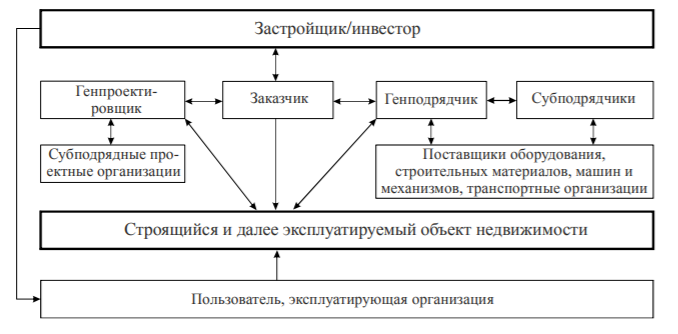 Застройщик/инвестор
Генпроекти-
ровщик
Заказчик
Генподрядчик
Субподрядчики
Субподрядные про-
ектные организации
Поставщики оборудования,
строительных материалов, машин и
механизмов, транспортные организации
Строящийся и далее эксплуатируемый объект недвижимости
Пользователь, эксплуатирующая организация